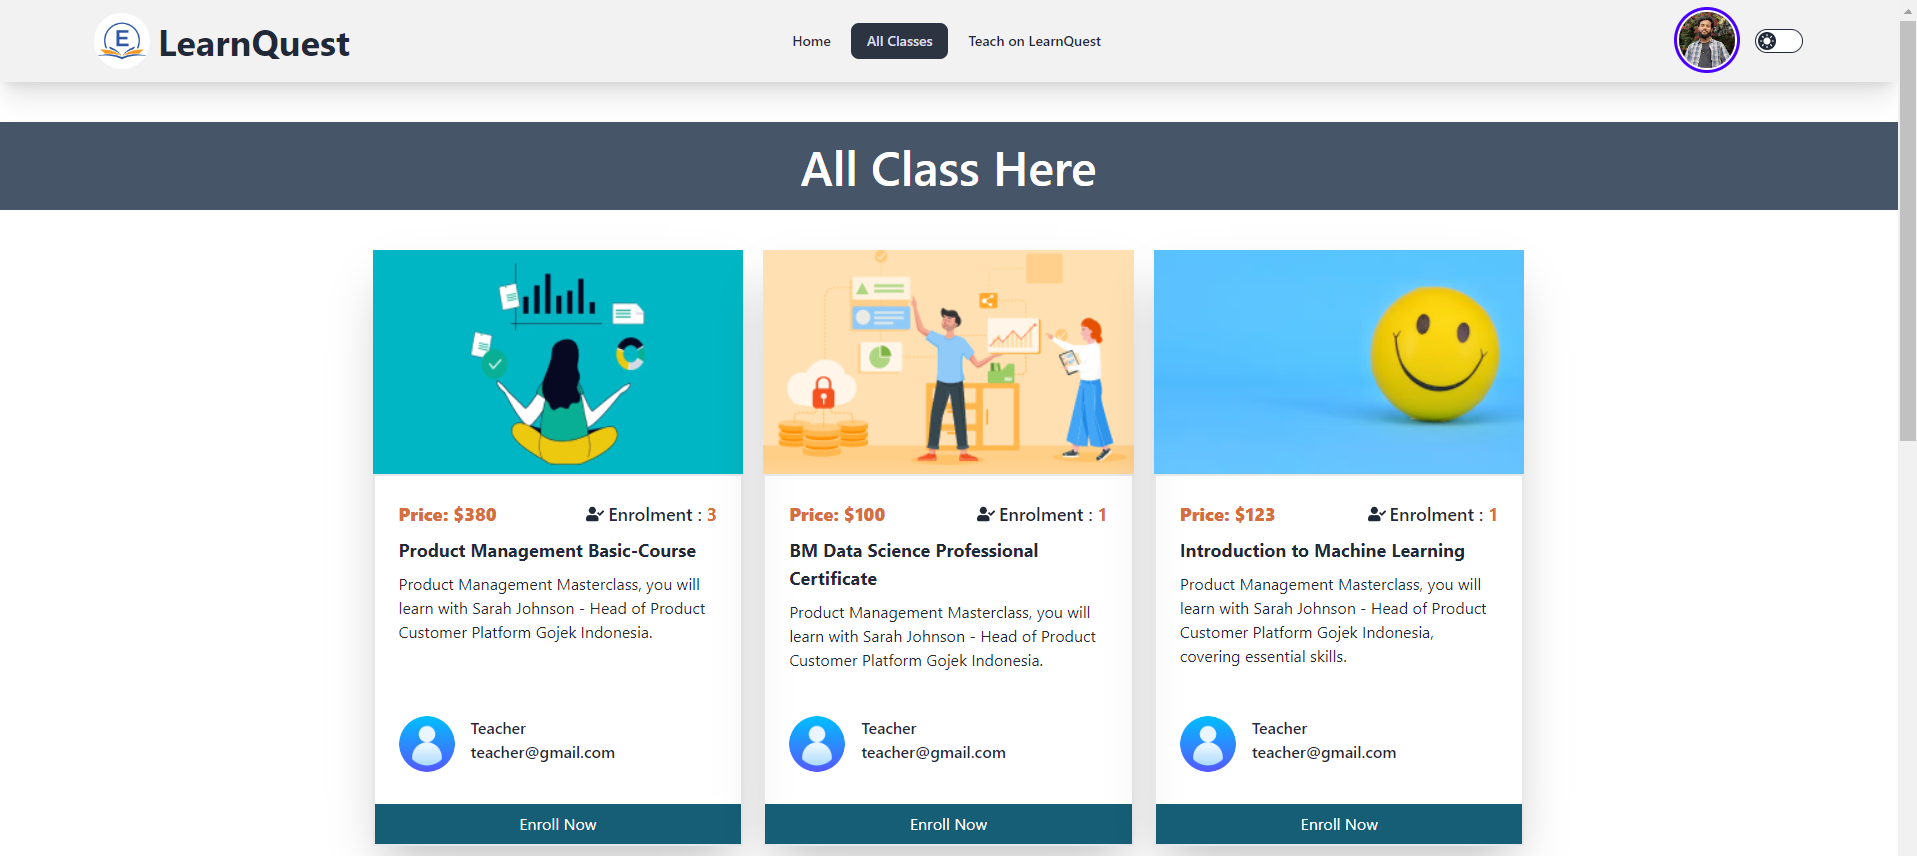 E LearnQuest
Home
All Classes
Teach on LearnQuest
All Class Here
Price: $380
Enrolment : 3
Product Management Basic-Course
Product Management Masterclass, you will
learn with Sarah Johnson - Head of Product
Customer Platform Gojek Indonesia.
Teacher
teacher@gmail.com
Enroll Now
Price: $100
Enrolment : 1
BM Data Science Professional
Certificate
Product Management Masterclass, you will
learn with Sarah Johnson - Head of Product
Customer Platform Gojek Indonesia.
Teacher
teacher@gmail.com
Enroll Now
Price: $123
Enrolment : 1
Introduction to Machine Learning
Product Management Masterclass, you will
learn with Sarah Johnson - Head of Product
Customer Platform Gojek Indonesia,
covering essential skills.
Teacher
teacher@gmail.com
Enroll Now